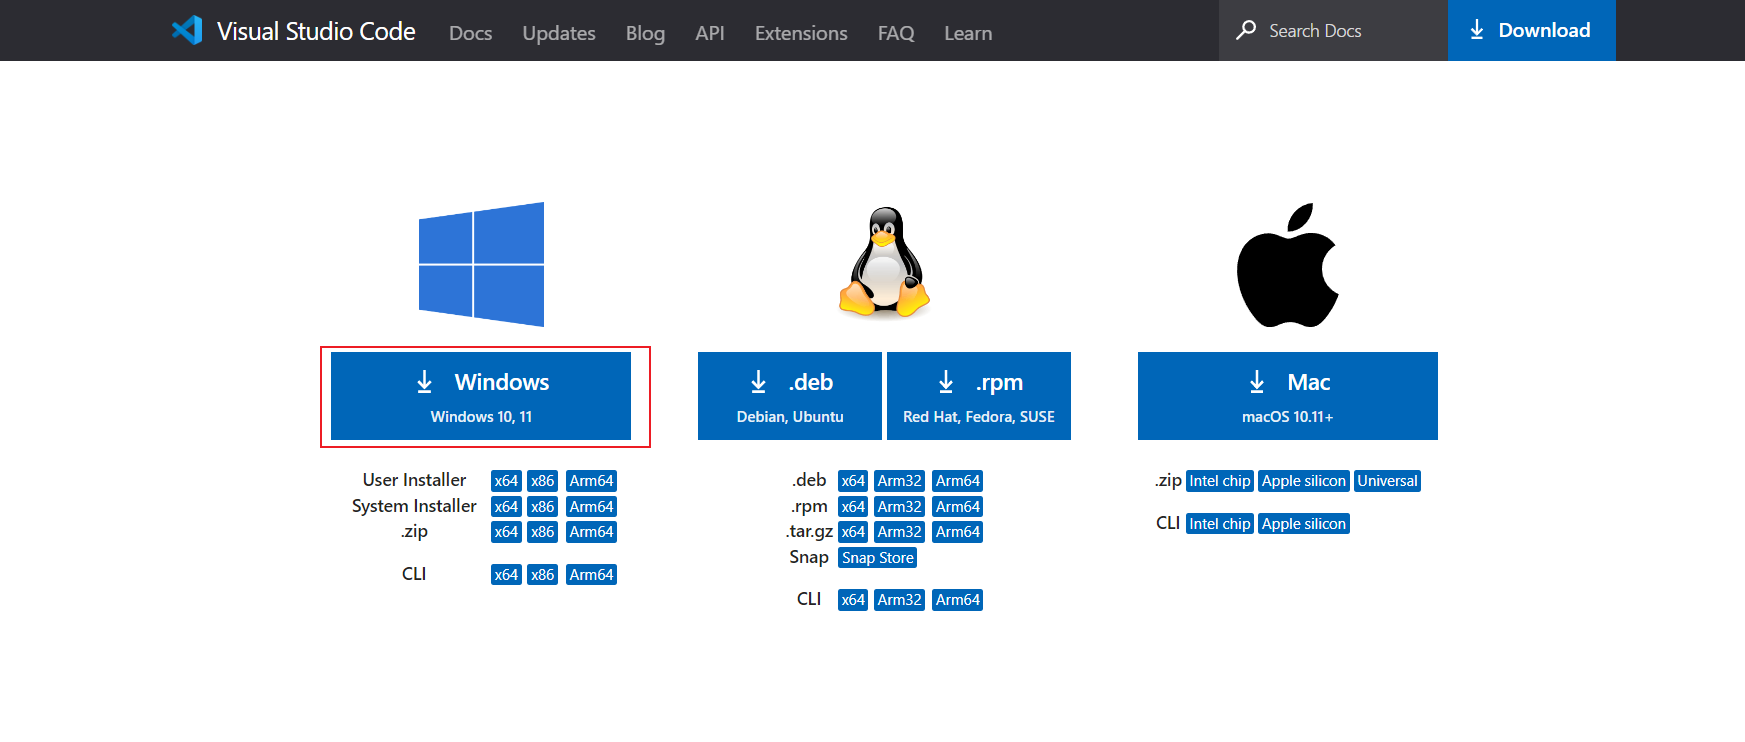 Visual Studio Code Docs Updates Blog API Extensions FAQ Learn Search Docs Download
Windows
Windows 10, 11
User Installer x64 x86 Arm64
System Installer x64 x86 Arm64
.zip x64 x86 Arm64
CLI x64 x86 Arm64
.deb
Debian, Ubuntu
.rpm
Red Hat, Fedora, SUSE
.deb x64 Arm32 Arm64
.rpm x64 Arm32 Arm64
.tar.gz x64 Arm32 Arm64
Snap Snap Store
CLI x64 Arm32 Arm64
Mac
macOS 10.11+
.zip Intel chip Apple silicon Universal
CLI Intel chip Apple silicon